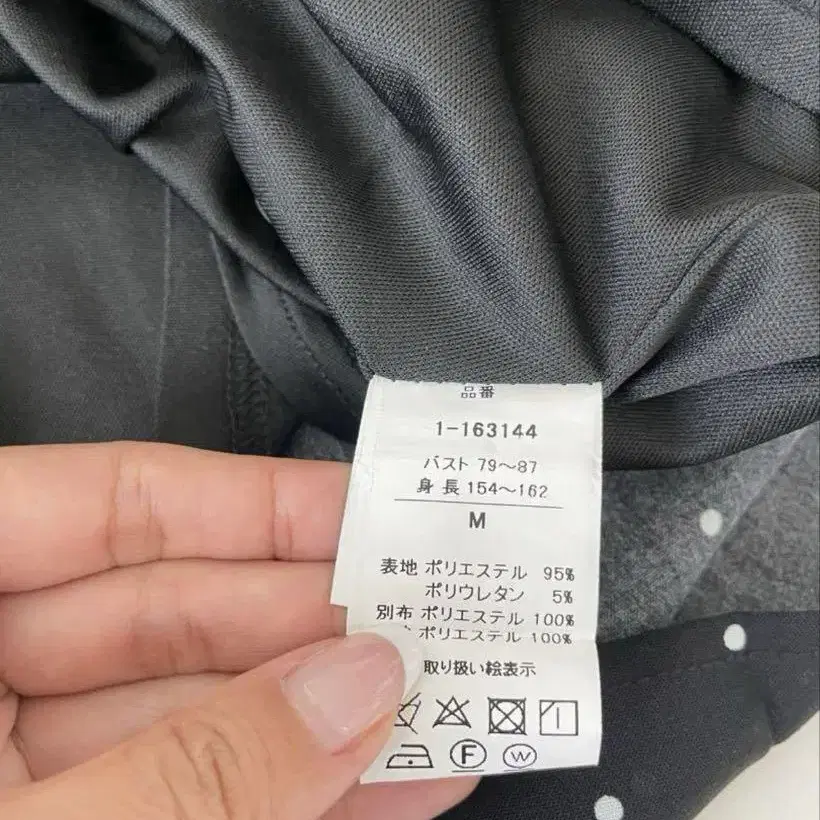 品番
1-163144
バスト 79～87
身長 154～162
M
表地 ポリエステル 95%
ポリウレタン 5%
別布 ポリエステル 100%
ポリエステル 100%
取り扱い絵表示
F
W